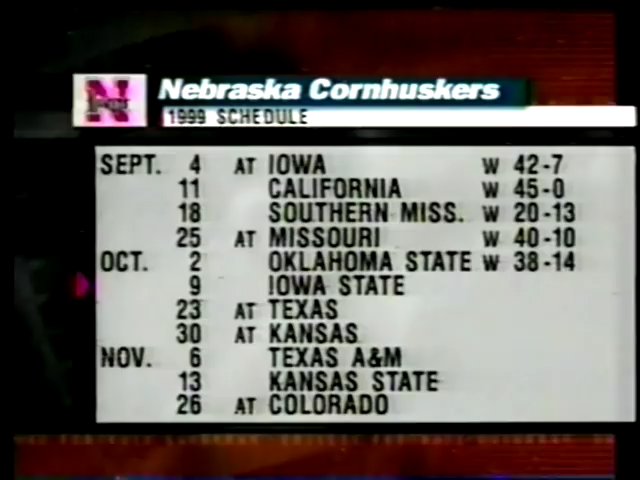 N
Nebraska Cornhuskers
1999 SCHEDULE
SEPT. 4 AT IOWA W 42-7
11 CALIFORNIA W 45-0
18 SOUTHERN MISS. W 20-13
25 AT MISSOURI W 40-10
OCT. 2 OKLAHOMA STATE W 38-14
9 IOWA STATE
23 AT TEXAS
30 AT KANSAS
NOV. 6 TEXAS A&M
13 KANSAS STATE
26 AT COLORADO